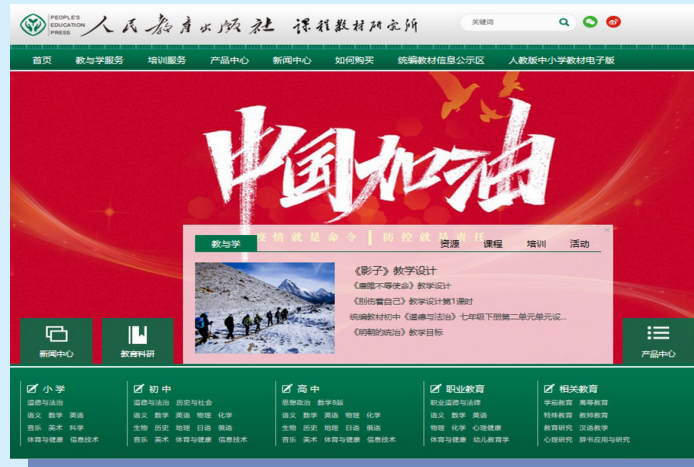 PEOPLE'S
EDUCATION
PRESS
人民教育出版社 课程教材研究所
关键词
首页 教与学服务 培训服务 产品中心 新闻中心 如何购买 统编教材信息公示区 人教版中小学教材电子版
中国加油
疫情就是命令 防控就是责任
教与学 资源 课程 培训 活动
《影子》教学设计
《唐雎不辱使命》教学设计
《别伤着自己》教学设计第1课时
统编教材初中《道德与法治》七年级下册第二单元单元设...
《明朝的统治》教学目标
新闻中心 教育科研 产品中心
小学
道德与法治
语文 数学 英语
音乐 美术 科学
体育与健康 信息技术
初中
道德与法治 历史与社会
语文 数学 英语 物理 化学
生物 历史 地理 日语 俄语
音乐 美术 体育与健康 信息技术
高中
思想政治 数学B版
语文 数学 英语 物理 化学
生物 历史 地理 日语 俄语
音乐 美术 体育与健康 信息技术
职业教育
职业道德与法律
语文 数学 英语
物理 化学 心理健康
体育与健康 幼儿教育学
相关教育
学前教育 高等教育
特殊教育 教师教育
教育研究 汉语教学
心理研究 辞书应用与研究